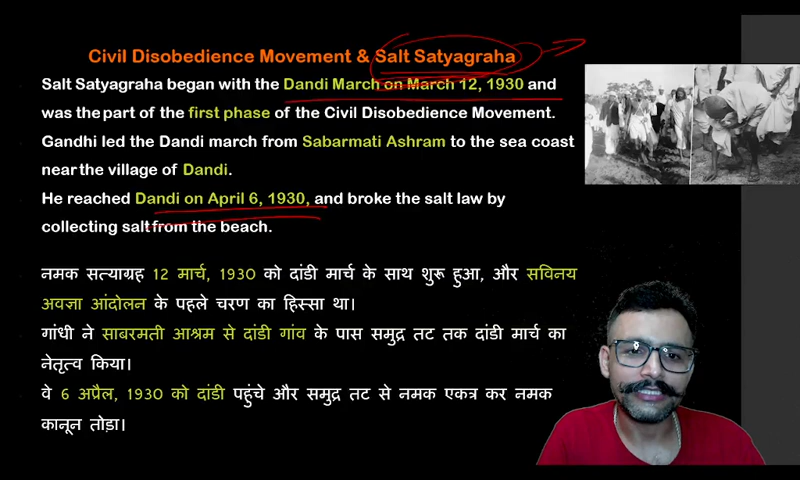 Civil Disobedience Movement & Salt Satyagraha
Salt Satyagraha began with the Dandi March on March 12, 1930 and
was the part of the first phase of the Civil Disobedience Movement.
Gandhi led the Dandi march from Sabarmati Ashram to the sea coast
near the village of Dandi.
He reached Dandi on April 6, 1930, and broke the salt law by
collecting salt from the beach.
नमक सत्याग्रह 12 मार्च, 1930 को दांडी मार्च के साथ शुरू हुआ, और सविनय
अवज्ञा आंदोलन के पहले चरण का हिस्सा था।
गांधी ने साबरमती आश्रम से दांडी गांव के पास समुद्र तट तक दांडी मार्च का
नेतृत्व किया।
वे 6 अप्रैल, 1930 को दांडी पहुंचे और समुद्र तट से नमक एकत्र कर नमक
कानून तोड़ा।